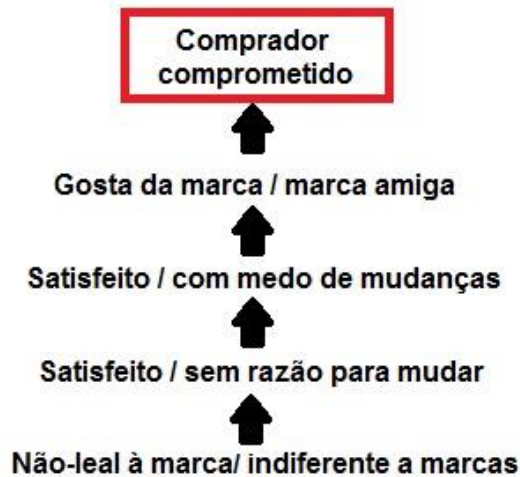 Comprador
comprometido
Gosta da marca / marca amiga
Satisfeito / com medo de mudanças
Satisfeito / sem razão para mudar
Não-leal à marca/ indiferente a marcas